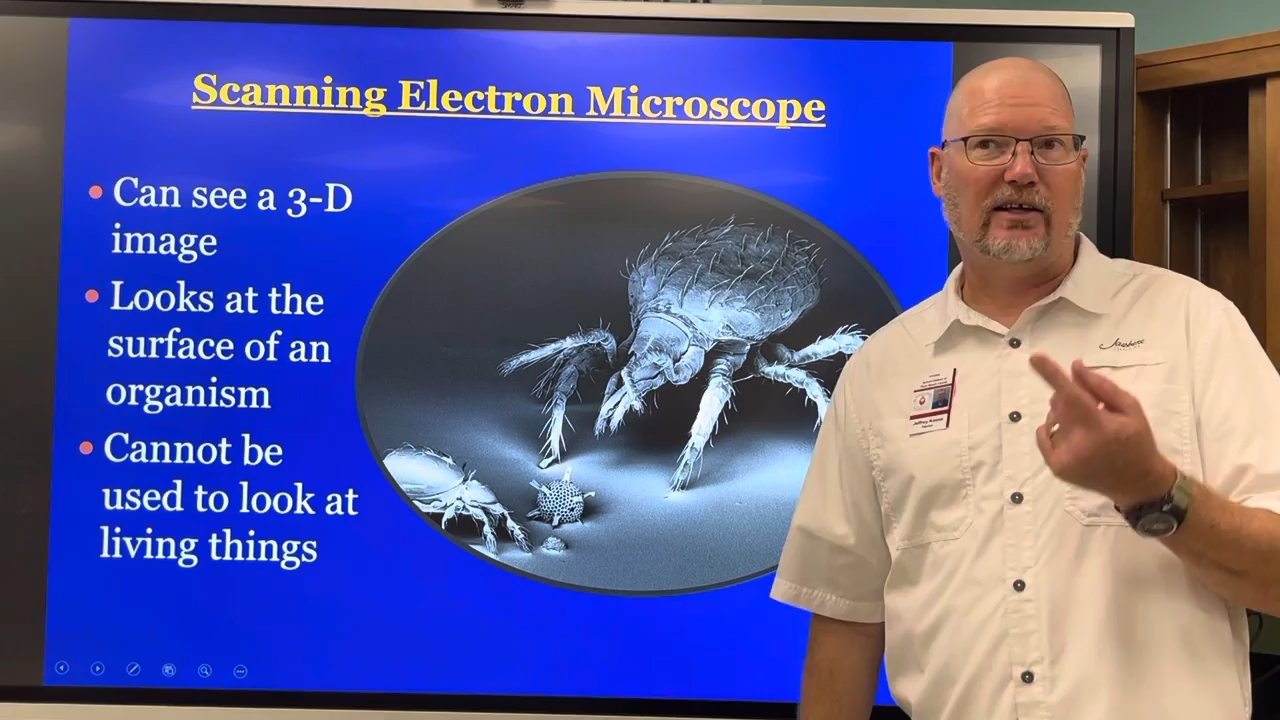 Scanning Electron Microscope
Can see a 3-D
image
Looks at the
surface of an
organism
Cannot be
used to look at
living things